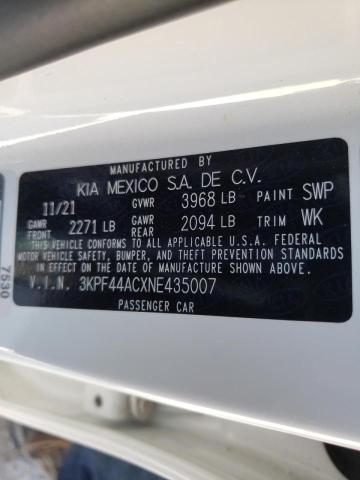 MANUFACTURED BY
KIA MEXICO S.A. DE C.V.
11/21 GVWR 3968 LB PAINT SWP
GAWR FRONT 2271 LB GAWR REAR 2094 LB TRIM WK
THIS VEHICLE CONFORMS TO ALL APPLICABLE U.S.A. FEDERAL
MOTOR VEHICLE SAFETY, BUMPER, AND THEFT PREVENTION
STANDARDS IN EFFECT ON THE DATE OF MANUFACTURE SHOWN ABOVE.
V.I.N. 3KPF44ACXNE435007
PASSENGER CAR
7530